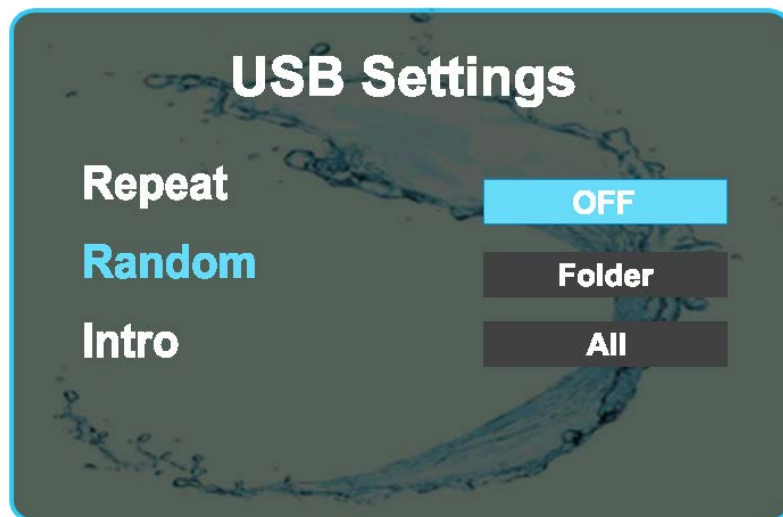 USB Settings
Repeat
OFF
Random
Folder
Intro
All